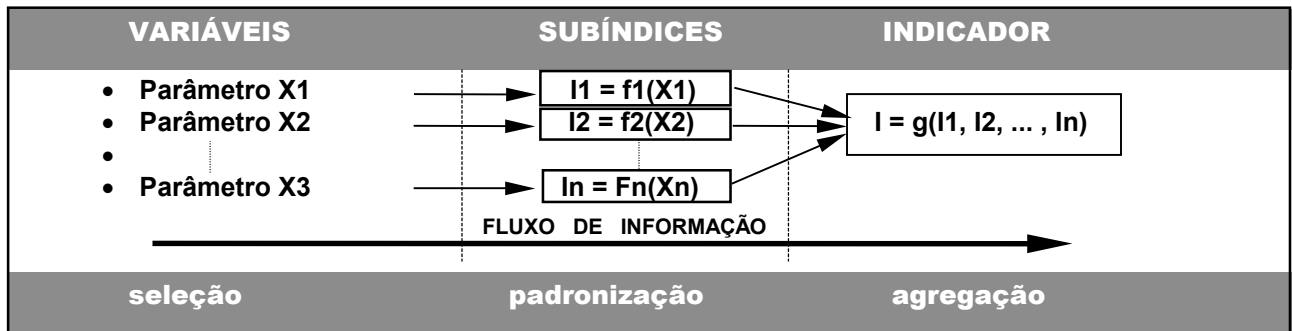 VARIÁVEIS SUBÍNDICES INDICADOR
• Parâmetro X1 I1 = f1(X1)
• Parâmetro X2 I2 = f2(X2) I = g(I1, I2, ... , In)
•
• Parâmetro X3 In = Fn(Xn)
FLUXO DE INFORMAÇÃO
seleção padronização agregação